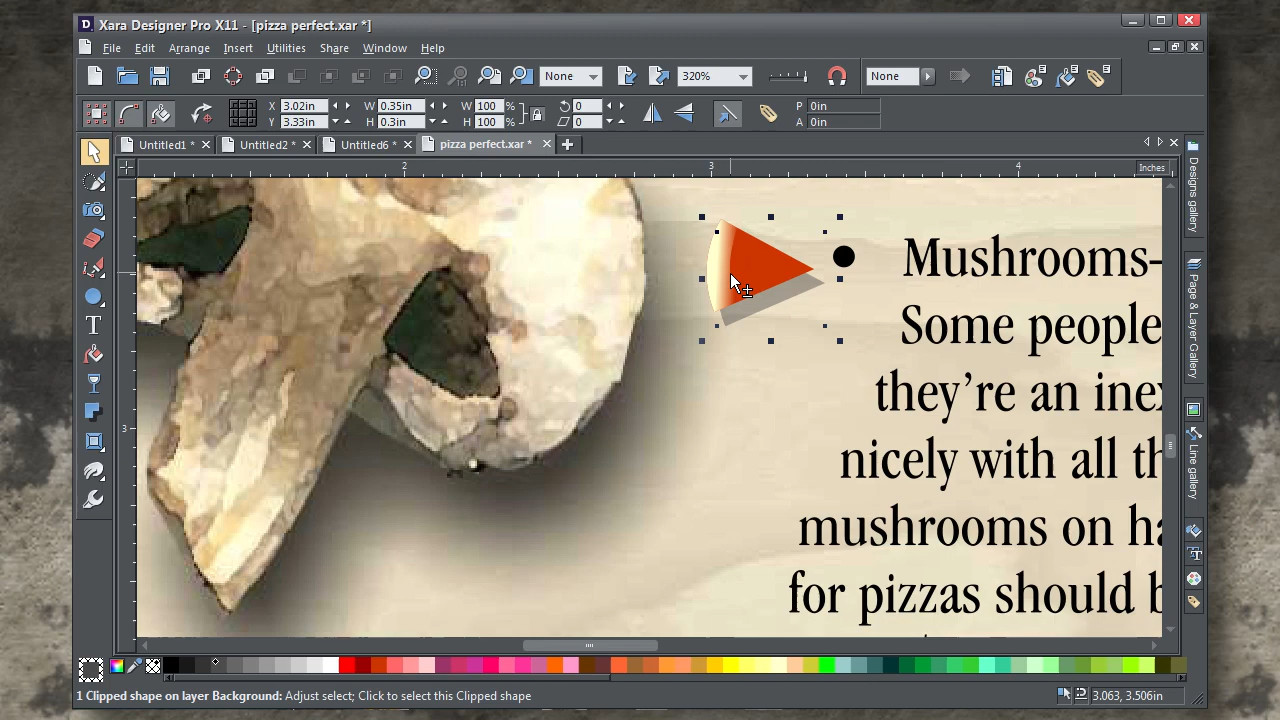 Xara Designer Pro X11 - [pizza perfect.xar *]
File Edit Arrange Insert Utilities Share Window Help
None 320% None
X 3.02in W 0.35in W 100 % 0 P 0in
Y 3.33in H 0.3in H 100 % 0 A 0in
Untitled1 * Untitled2 * Untitled6 * pizza perfect.xar *
2 3 4 Inches
Designs gallery
Page & Layer Gallery
Line gallery
3
Mushrooms-
Some people
they're an inex
nicely with all th
mushrooms on ha
for pizzas should b
1 Clipped shape on layer Background: Adjust select; Click to select this Clipped shape 3.063, 3.506in